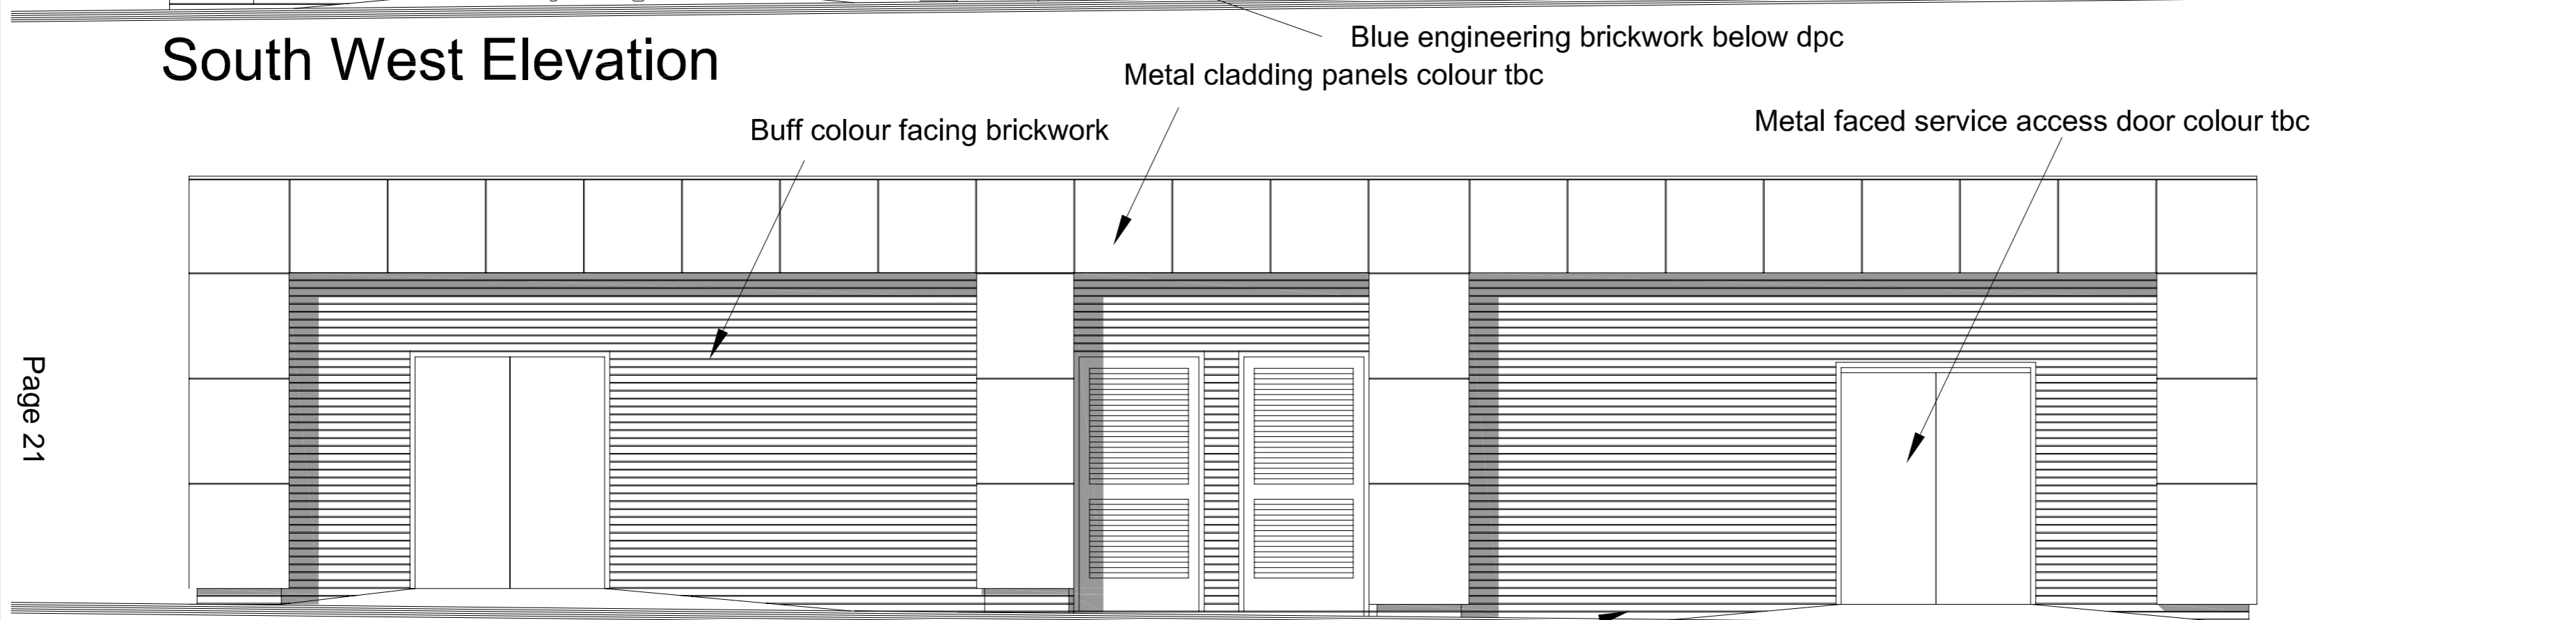 Blue engineering brickwork below dpc
South West Elevation
Metal cladding panels colour tbc
Metal faced service access door colour tbc
Buff colour facing brickwork
Page 21